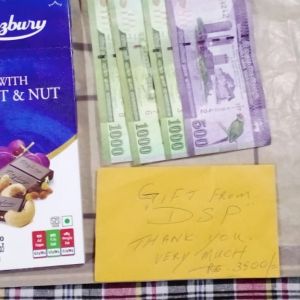 zbury
WITH
T & NUT
1000
1000
1000
500
GIFT FROM
DSP
THANK YOU
VERY MUCH
RS. 3500/=